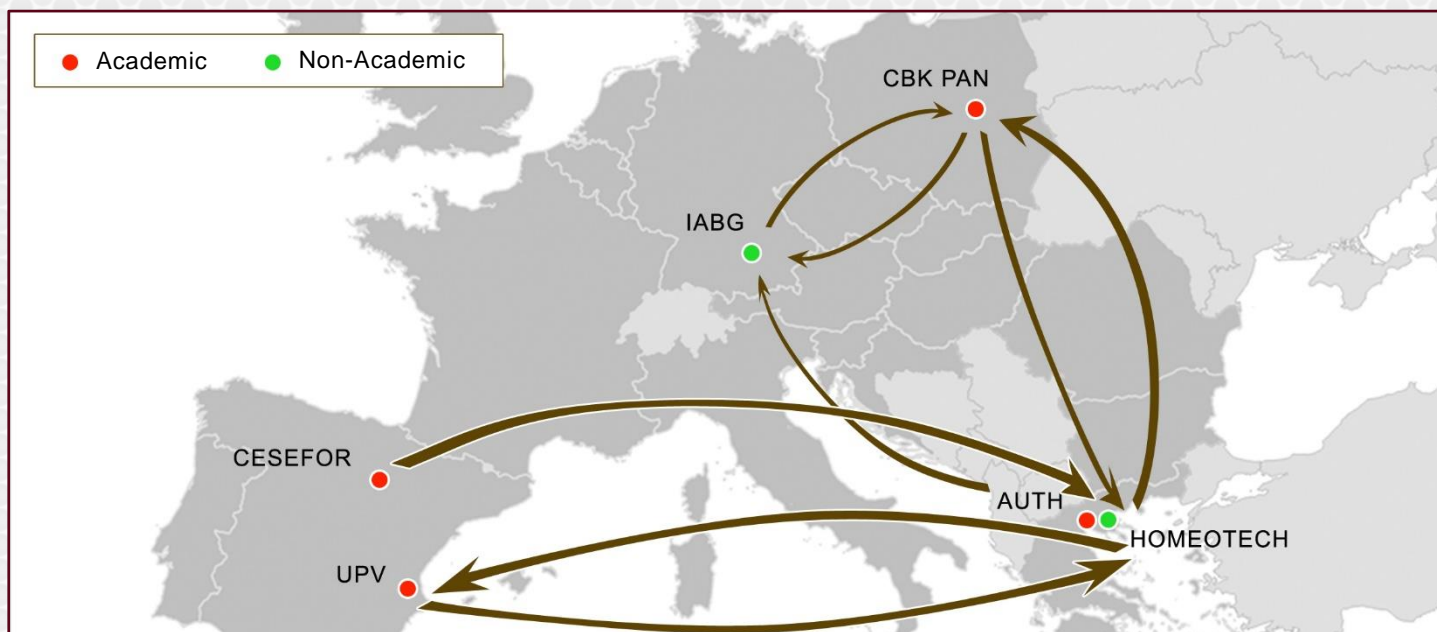 Academic
Non-Academic
CBK PAN
IABG
CESEFOR
AUTH
HOMEOTECH
UPV